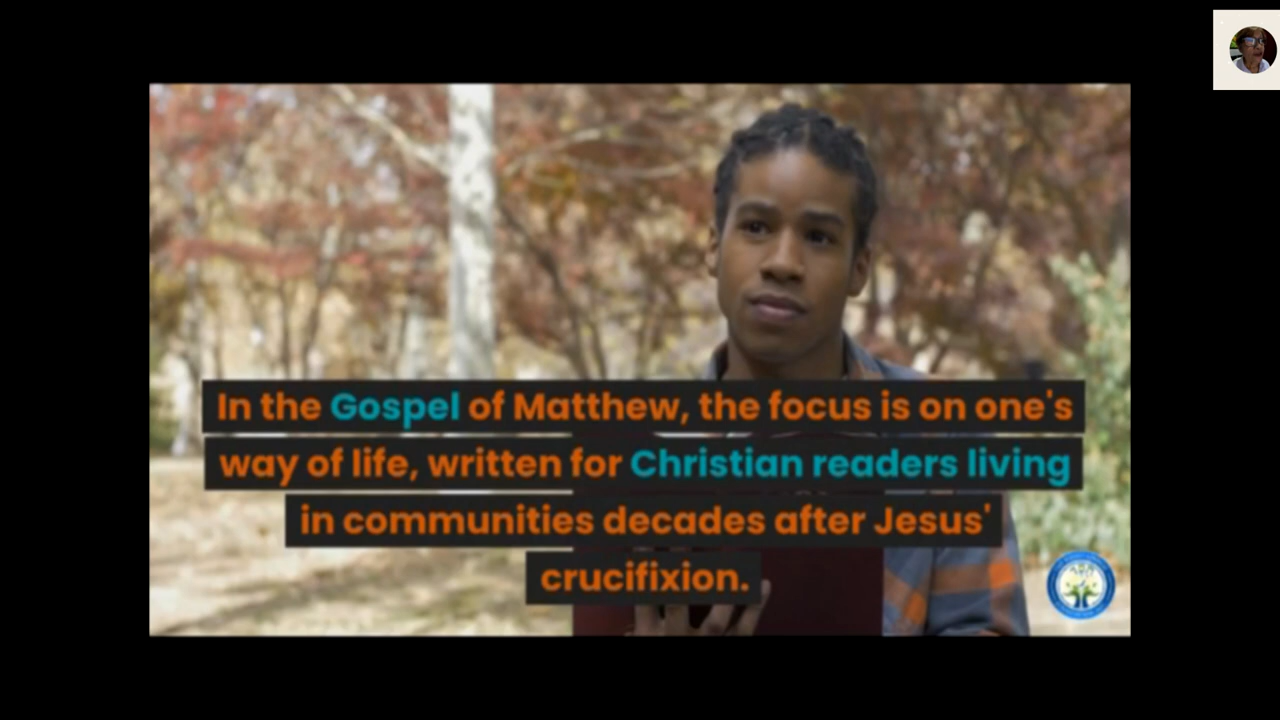 In the Gospel of Matthew, the focus is on one's
way of life, written for Christian readers living
in communities decades after Jesus'
crucifixion.